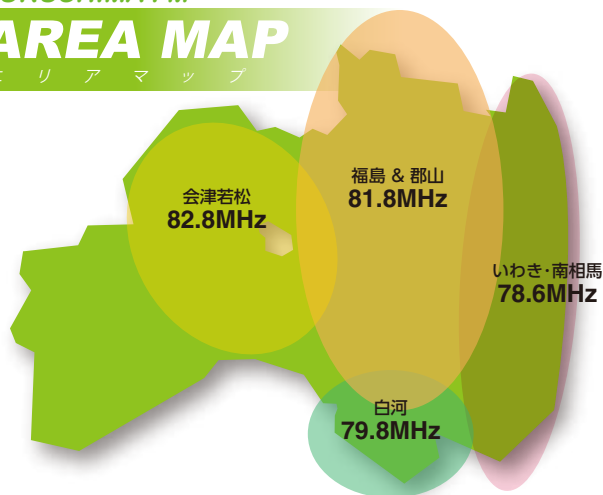 AREA MAP
エリアマップ
福島 & 郡山
81.8MHz
会津若松
82.8MHz
いわき・南相馬
78.6MHz
白河
79.8MHz